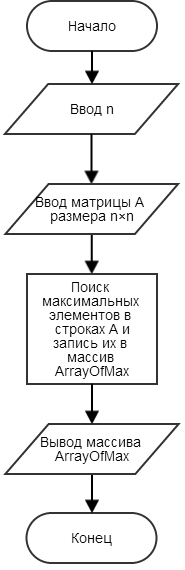 Начало
Ввод n
Ввод матрицы A
размера n×n
Поиск
максимальных
элементов в
строках A и
запись их в
массив
ArrayOfMax
Вывод массива
ArrayOfMax
Конец